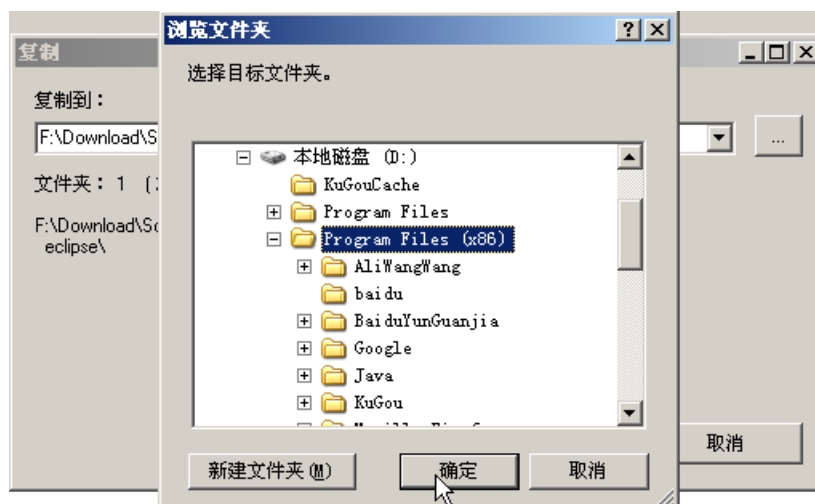 浏览文件夹
复制
选择目标文件夹。
复制到：
F:\Download\S
...
文件夹：1
F:\Download\So
eclipse\
本地磁盘 (D:)
KuGouCache
Program Files
Program Files (x86)
AliWangWang
baidu
BaiduYunGuanjia
Google
Java
KuGou
新建文件夹(M)
确定
取消
取消